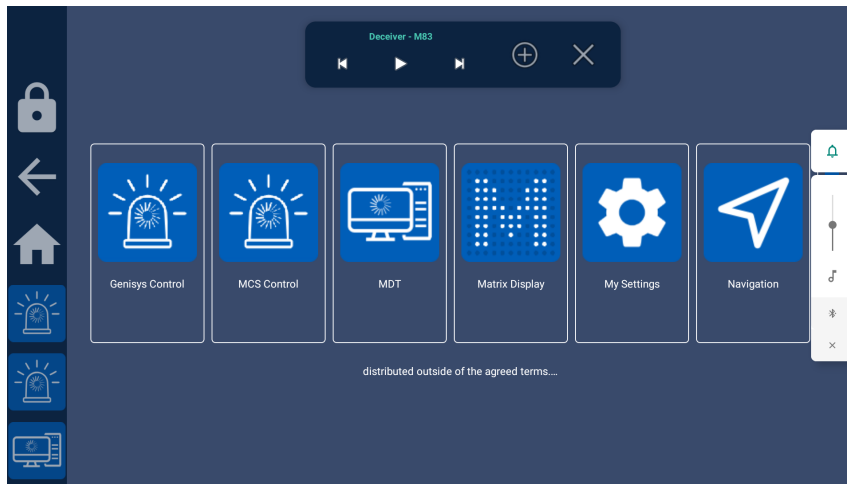 Deceiver - M83
Genisys Control
MCS Control
MDT
Matrix Display
My Settings
Navigation
distributed outside of the agreed terms....